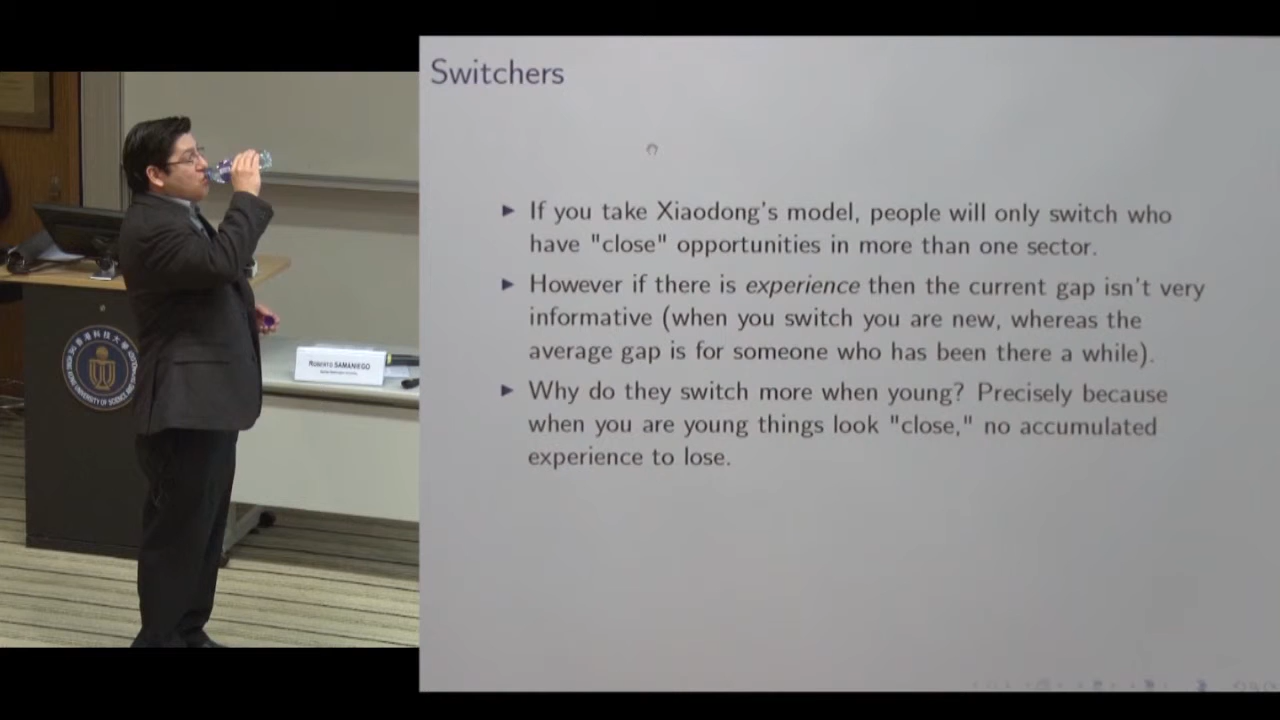 Switchers
If you take Xiaodong's model, people will only switch who
have "close" opportunities in more than one sector.
However if there is experience then the current gap isn't very
informative (when you switch you are new, whereas the
average gap is for someone who has been there a while).
Why do they switch more when young? Precisely because
when you are young things look "close," no accumulated
experience to lose.
ROBERTO SAMANIEGO